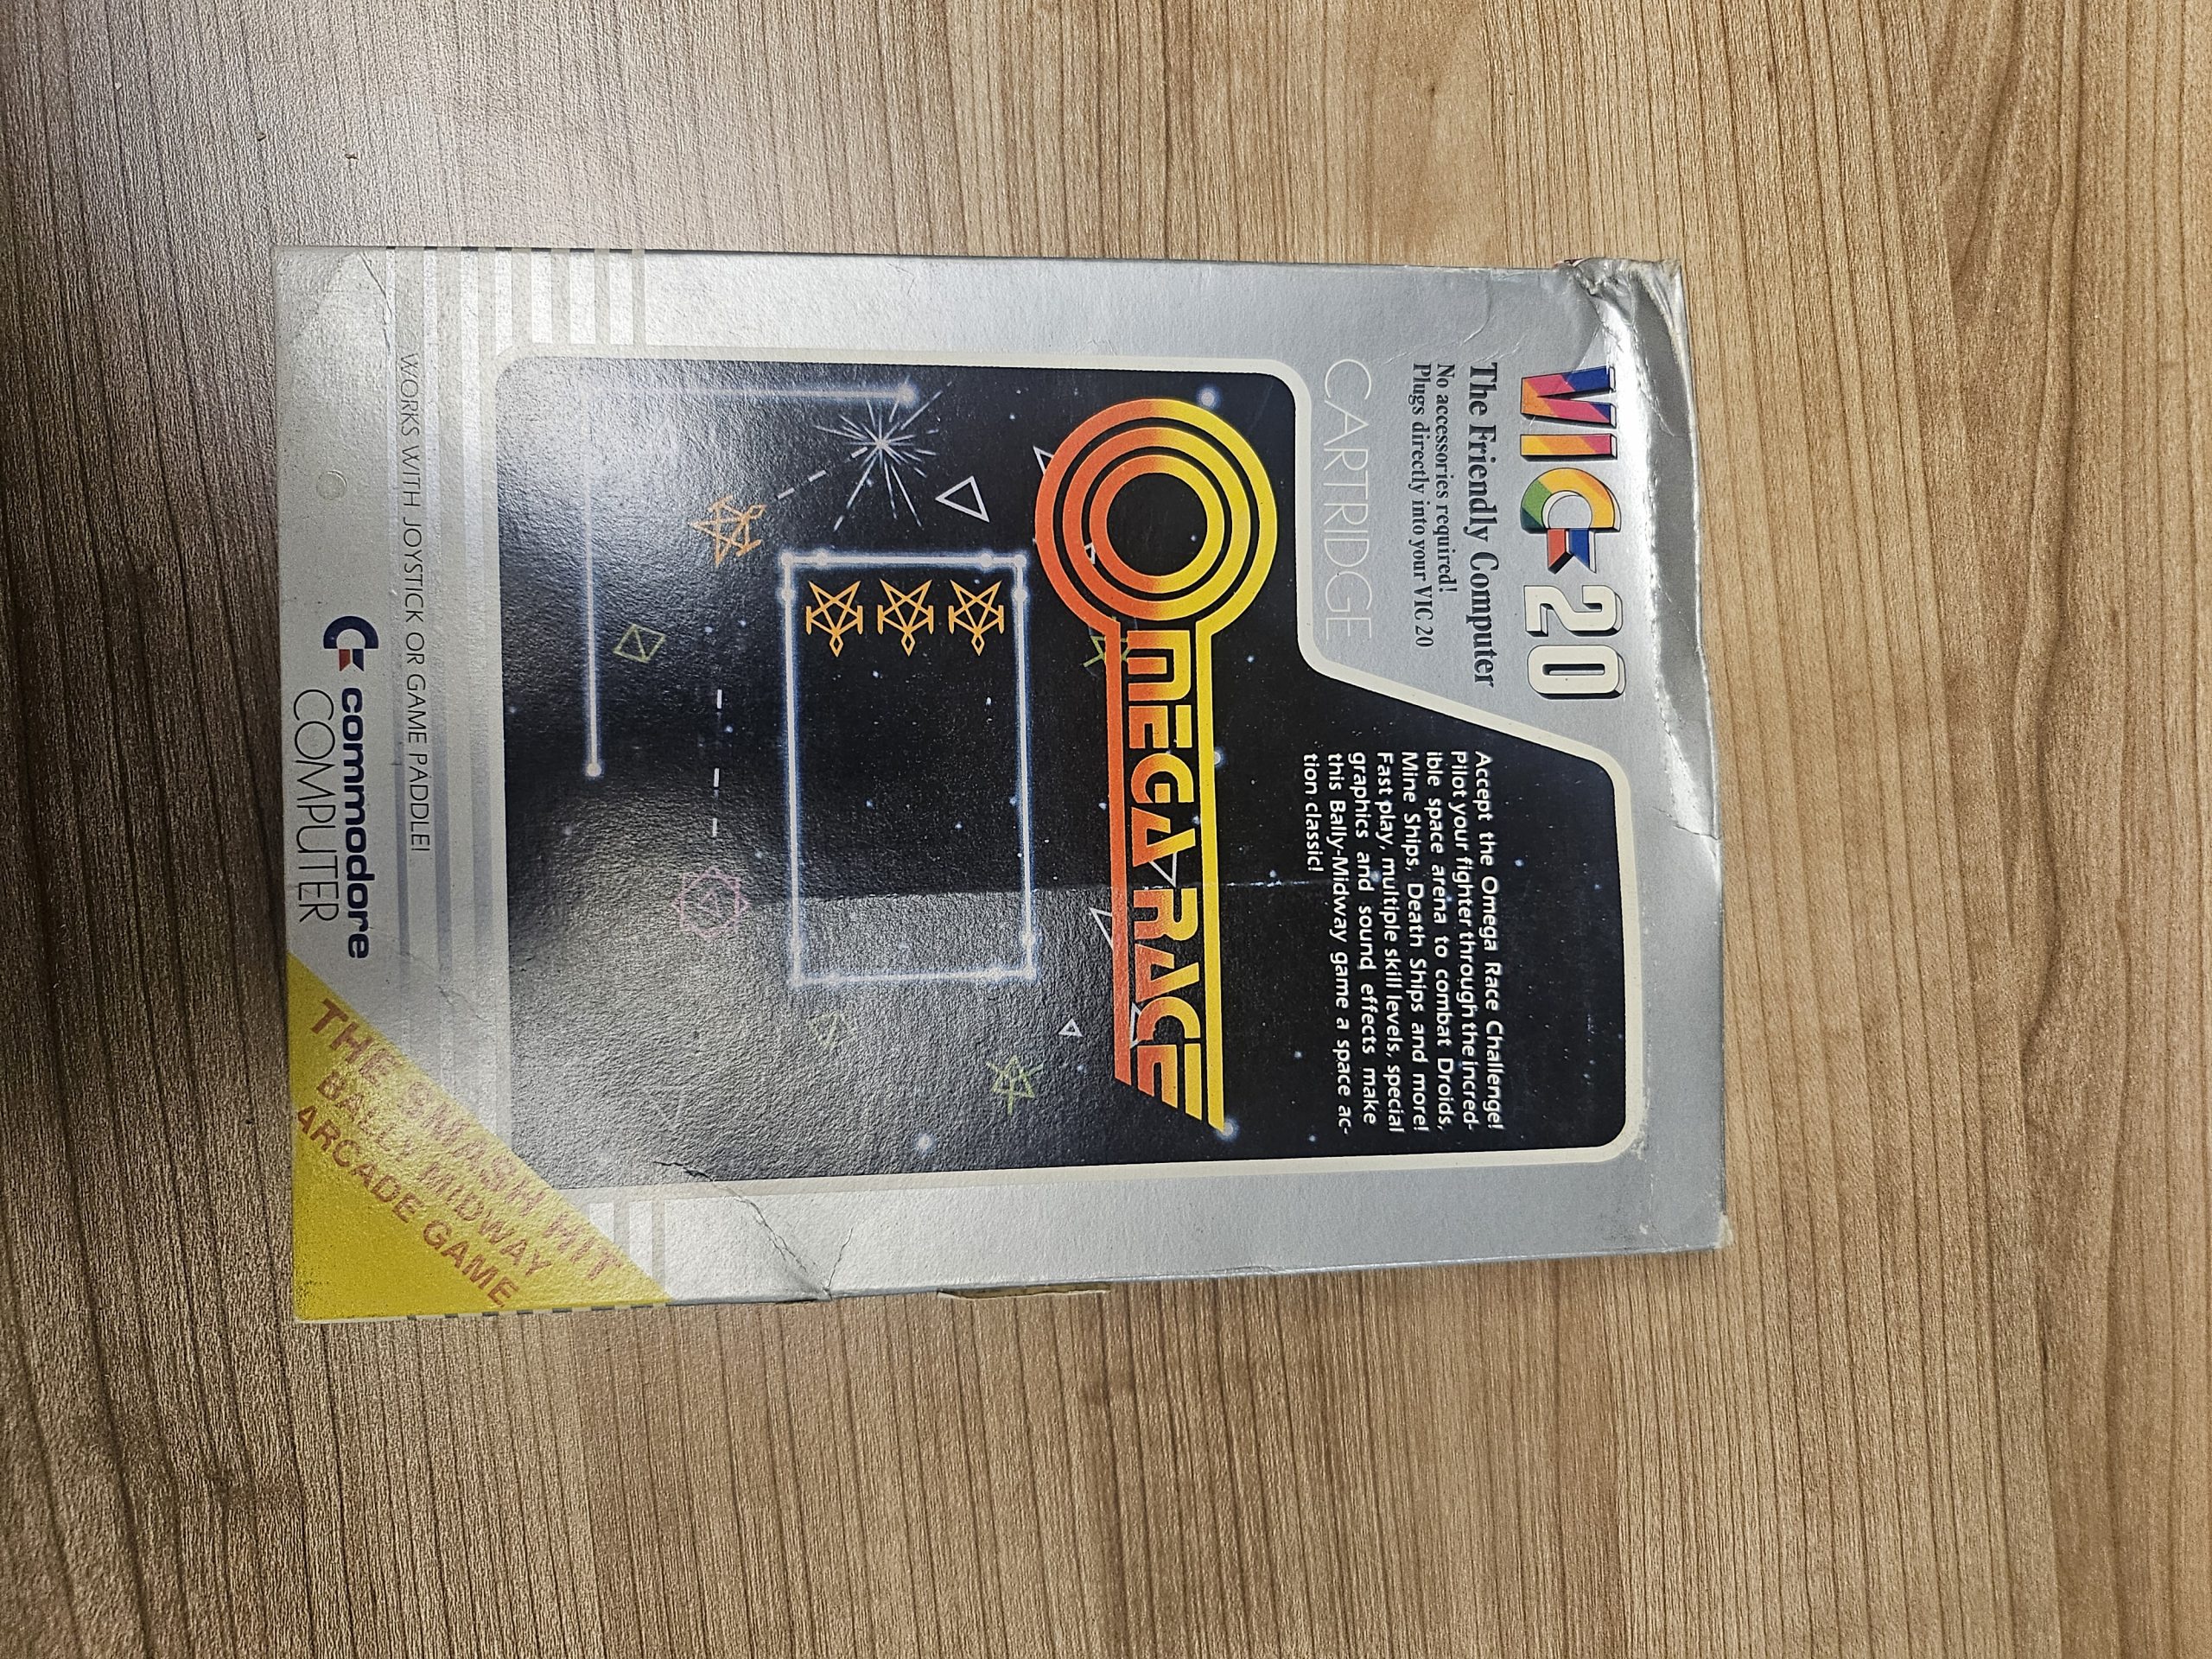 VIC 20
The Friendly Computer
No accessories required!
Plugs directly into your VIC 20
CARTRIDGE
Accept the Omega Race Challenge!
Pilot your fighter through the incred-
ible space arena to combat Droids,
Mine Ships, Death Ships and more!
Fast play, multiple skill levels, special
graphics and sound effects make
this Bally-Midway game a space ac-
tion classic!
OMEGA RACE
WORKS WITH JOYSTICK OR GAME PADDLE!
commodore
COMPUTER
THE SMASH HIT
BALLY MIDWAY
ARCADE GAME